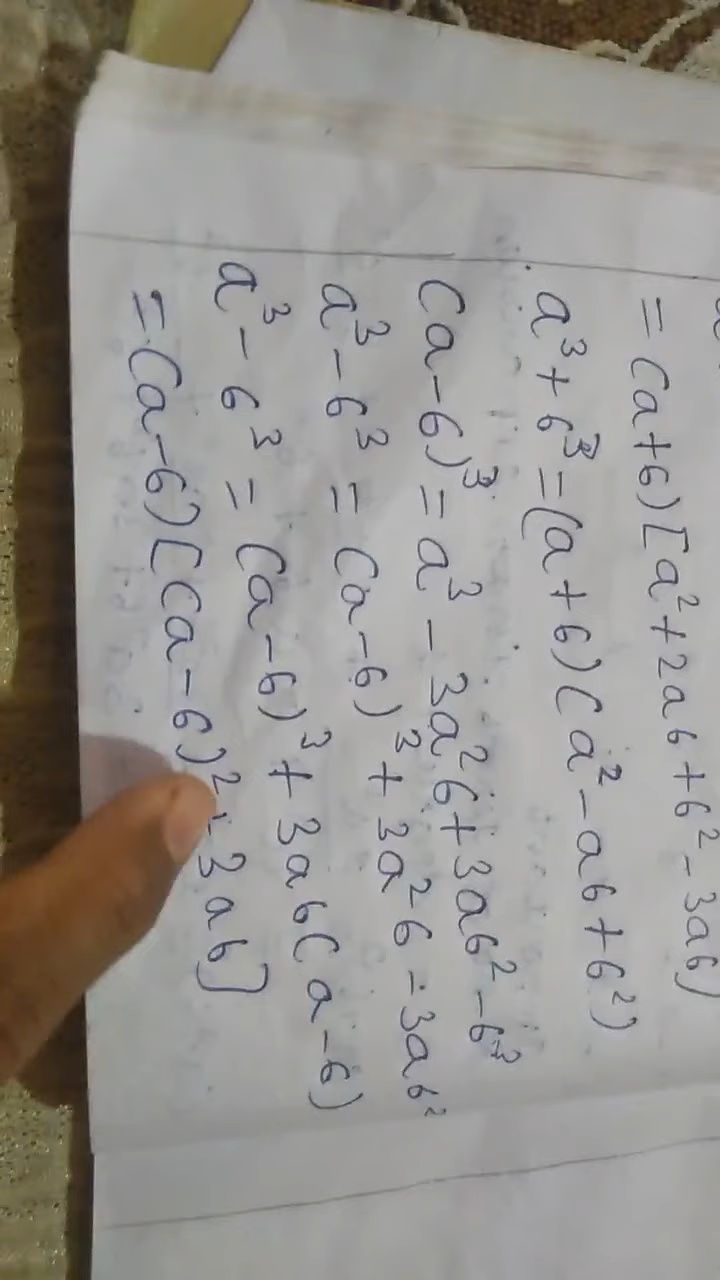 = (a+b)[a²+2ab+b²-3ab)
a³+b³=(a+b)(a²-ab+b²)
(a-b)³=a³-3a²b+3ab²-b³
a³-b³=(a-b)³+3a²b-3ab²
a³-b³=(a-b)³+3ab(a-b)
=(a-b)[(a-b)² 3ab]